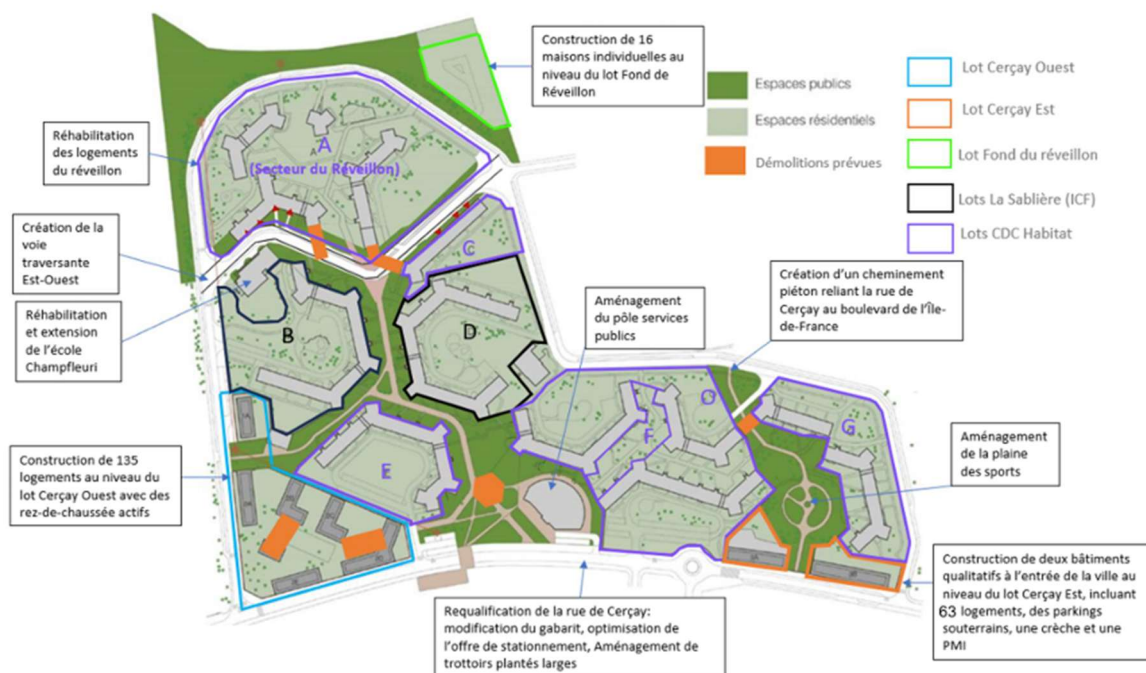 Construction de 16
maisons individuelles au
niveau du lot Fond de
Réveillon
Espaces publics
Espaces résidentiels
Démolitions prévues
Lot Cerçay Ouest
Lot Cerçay Est
Lot Fond du réveillon
Lots La Sablière (ICF)
Lots CDC Habitat
Réhabilitation
des logements
du réveillon
A
(Secteur du Réveillon)
Création de la
voie
traversante
Est-Ouest
C
Réhabilitation
et extension
de l'école
Champfleuri
B
D
Aménagement
du pôle services
publics
Création d'un cheminement
piéton reliant la rue de
Cerçay au boulevard de l'Île-
de-France
F
G
Aménagement
de la plaine
des sports
E
Construction de 135
logements au niveau du
lot Cerçay Ouest avec des
rez-de-chaussée actifs
Requalification de la rue de Cerçay:
modification du gabarit, optimisation de
l'offre de stationnement, Aménagement de
trottoirs plantés larges
Construction de deux bâtiments
qualitatifs à l'entrée de la ville au
niveau du lot Cerçay Est, incluant
63 logements, des parkings
souterrains, une crèche et une
PMI